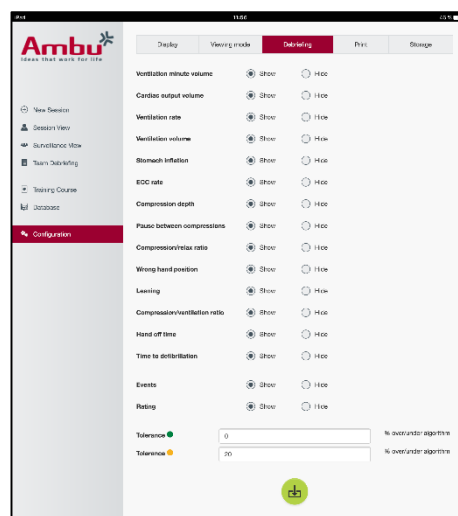 iPad 11:56 45 %
Ambu
Ideas that work for life
Display Viewing mode Debriefing Print Storage
Ventilation minute volume Show Hide
Cardiac output volume Show Hide
Ventilation rate Show Hide
Ventilation volume Show Hide
Stomach inflation Show Hide
ECC rate Show Hide
Compression depth Show Hide
Pause between compressions Show Hide
Compression/relax ratio Show Hide
Wrong hand position Show Hide
Leaning Show Hide
Compression/ventilation ratio Show Hide
Hand off time Show Hide
Time to defibrillation Show Hide
Events Show Hide
Rating Show Hide
Tolerance 0 % over/under algorithm
Tolerance 20 % over/under algorithm
New Session
Session View
Surveillance View
Team Debriefing
Training Course
Database
Configuration